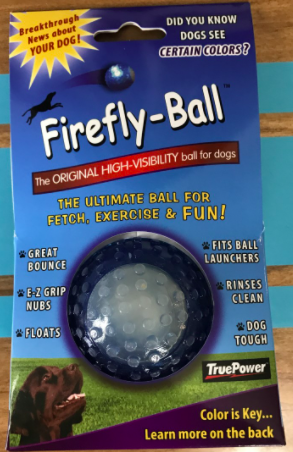 Breakthrough
News about
YOUR DOG!
DID YOU KNOW
DOGS SEE
CERTAIN COLORS?
Firefly-Ball™
The ORIGINAL HIGH-VISIBILITY ball for dogs
THE ULTIMATE BALL FOR
FETCH, EXERCISE & FUN!
GREAT
BOUNCE
E-Z GRIP
NUBS
FLOATS
FITS BALL
LAUNCHERS
RINSES
CLEAN
DOG
TOUGH
TruePower
Color is Key...
Learn more on the back